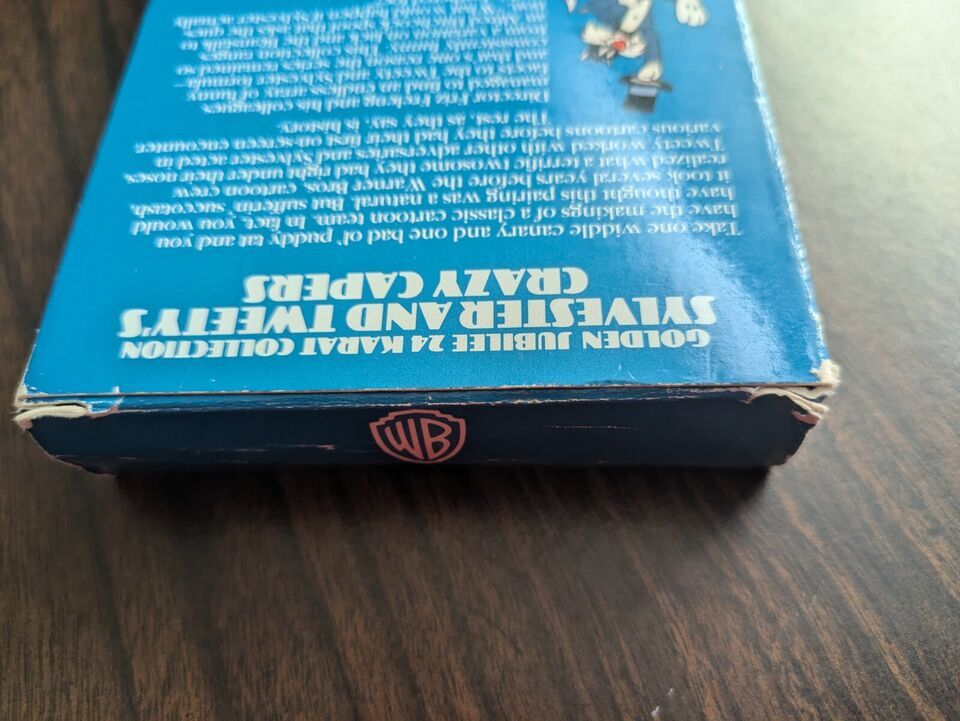 WB
GOLDEN JUBILEE 24 KARAT COLLECTION
SYLVESTER AND TWEETY'S
CRAZY CAPERS
Take one widdle canary and one bad ol' puddy tat and you
have the makings of a classic cartoon team. In fact, you would
have thought this pairing was a natural. But sufferin' succotash,
it took several years before the Warner Bros. cartoon crew
realized what a terrific twosome they had right under their noses.
Tweety worked with other adversaries and Sylvester acted in
various cartoons before they had their first on-screen encounter.
The rest, as they say, is history.
Director Friz Freleng and his colleagues
managed to find an endless array of funny
twists to the Tweety and Sylvester formula